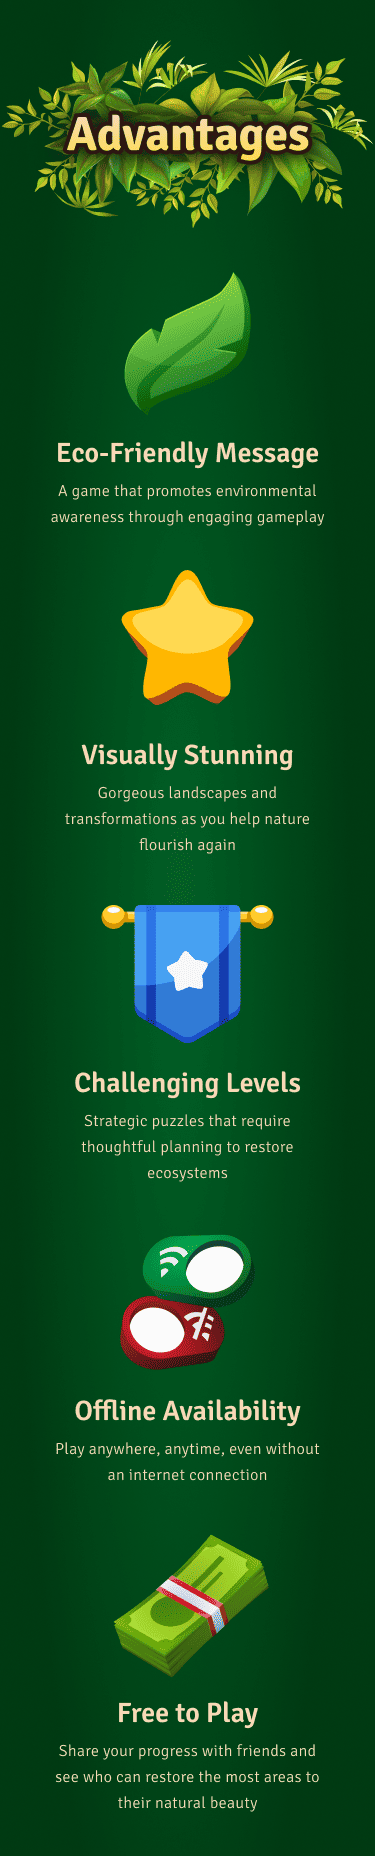 Advantages
Eco-Friendly Message
A game that promotes environmental
awareness through engaging gameplay
Visually Stunning
Gorgeous landscapes and
transformations as you help nature
flourish again
Challenging Levels
Strategic puzzles that require
thoughtful planning to restore
ecosystems
Offline Availability
Play anywhere, anytime, even without
an internet connection
Free to Play
Share your progress with friends and
see who can restore the most areas to
their natural beauty